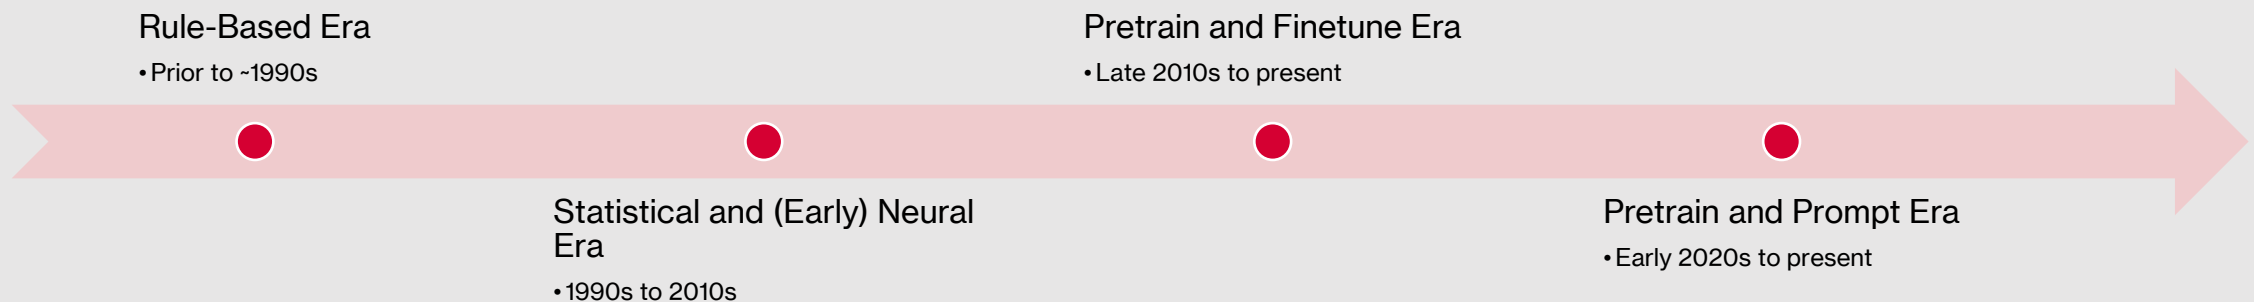 Rule-Based Era
•Prior to ~1990s
Statistical and (Early) Neural
Era
•1990s to 2010s
Pretrain and Finetune Era
•Late 2010s to present
Pretrain and Prompt Era
•Early 2020s to present